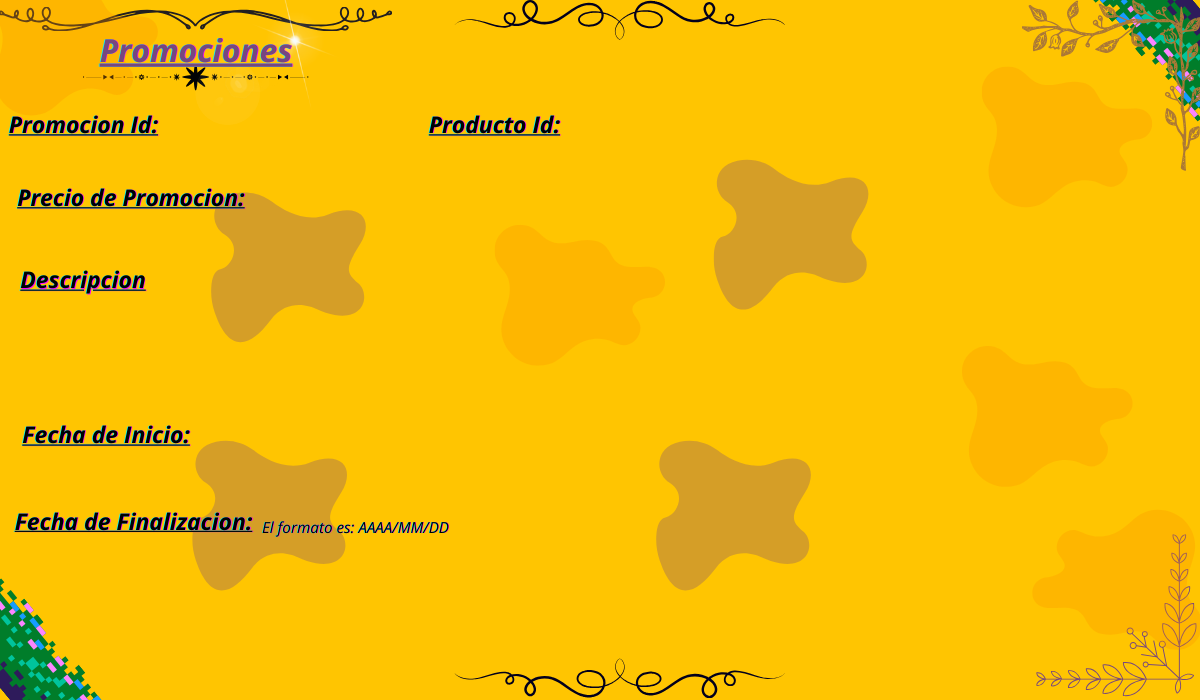 Promociones
Promocion Id:
Producto Id:
Precio de Promocion:
Descripcion
Fecha de Inicio:
Fecha de Finalizacion:
El formato es: AAAA/MM/DD